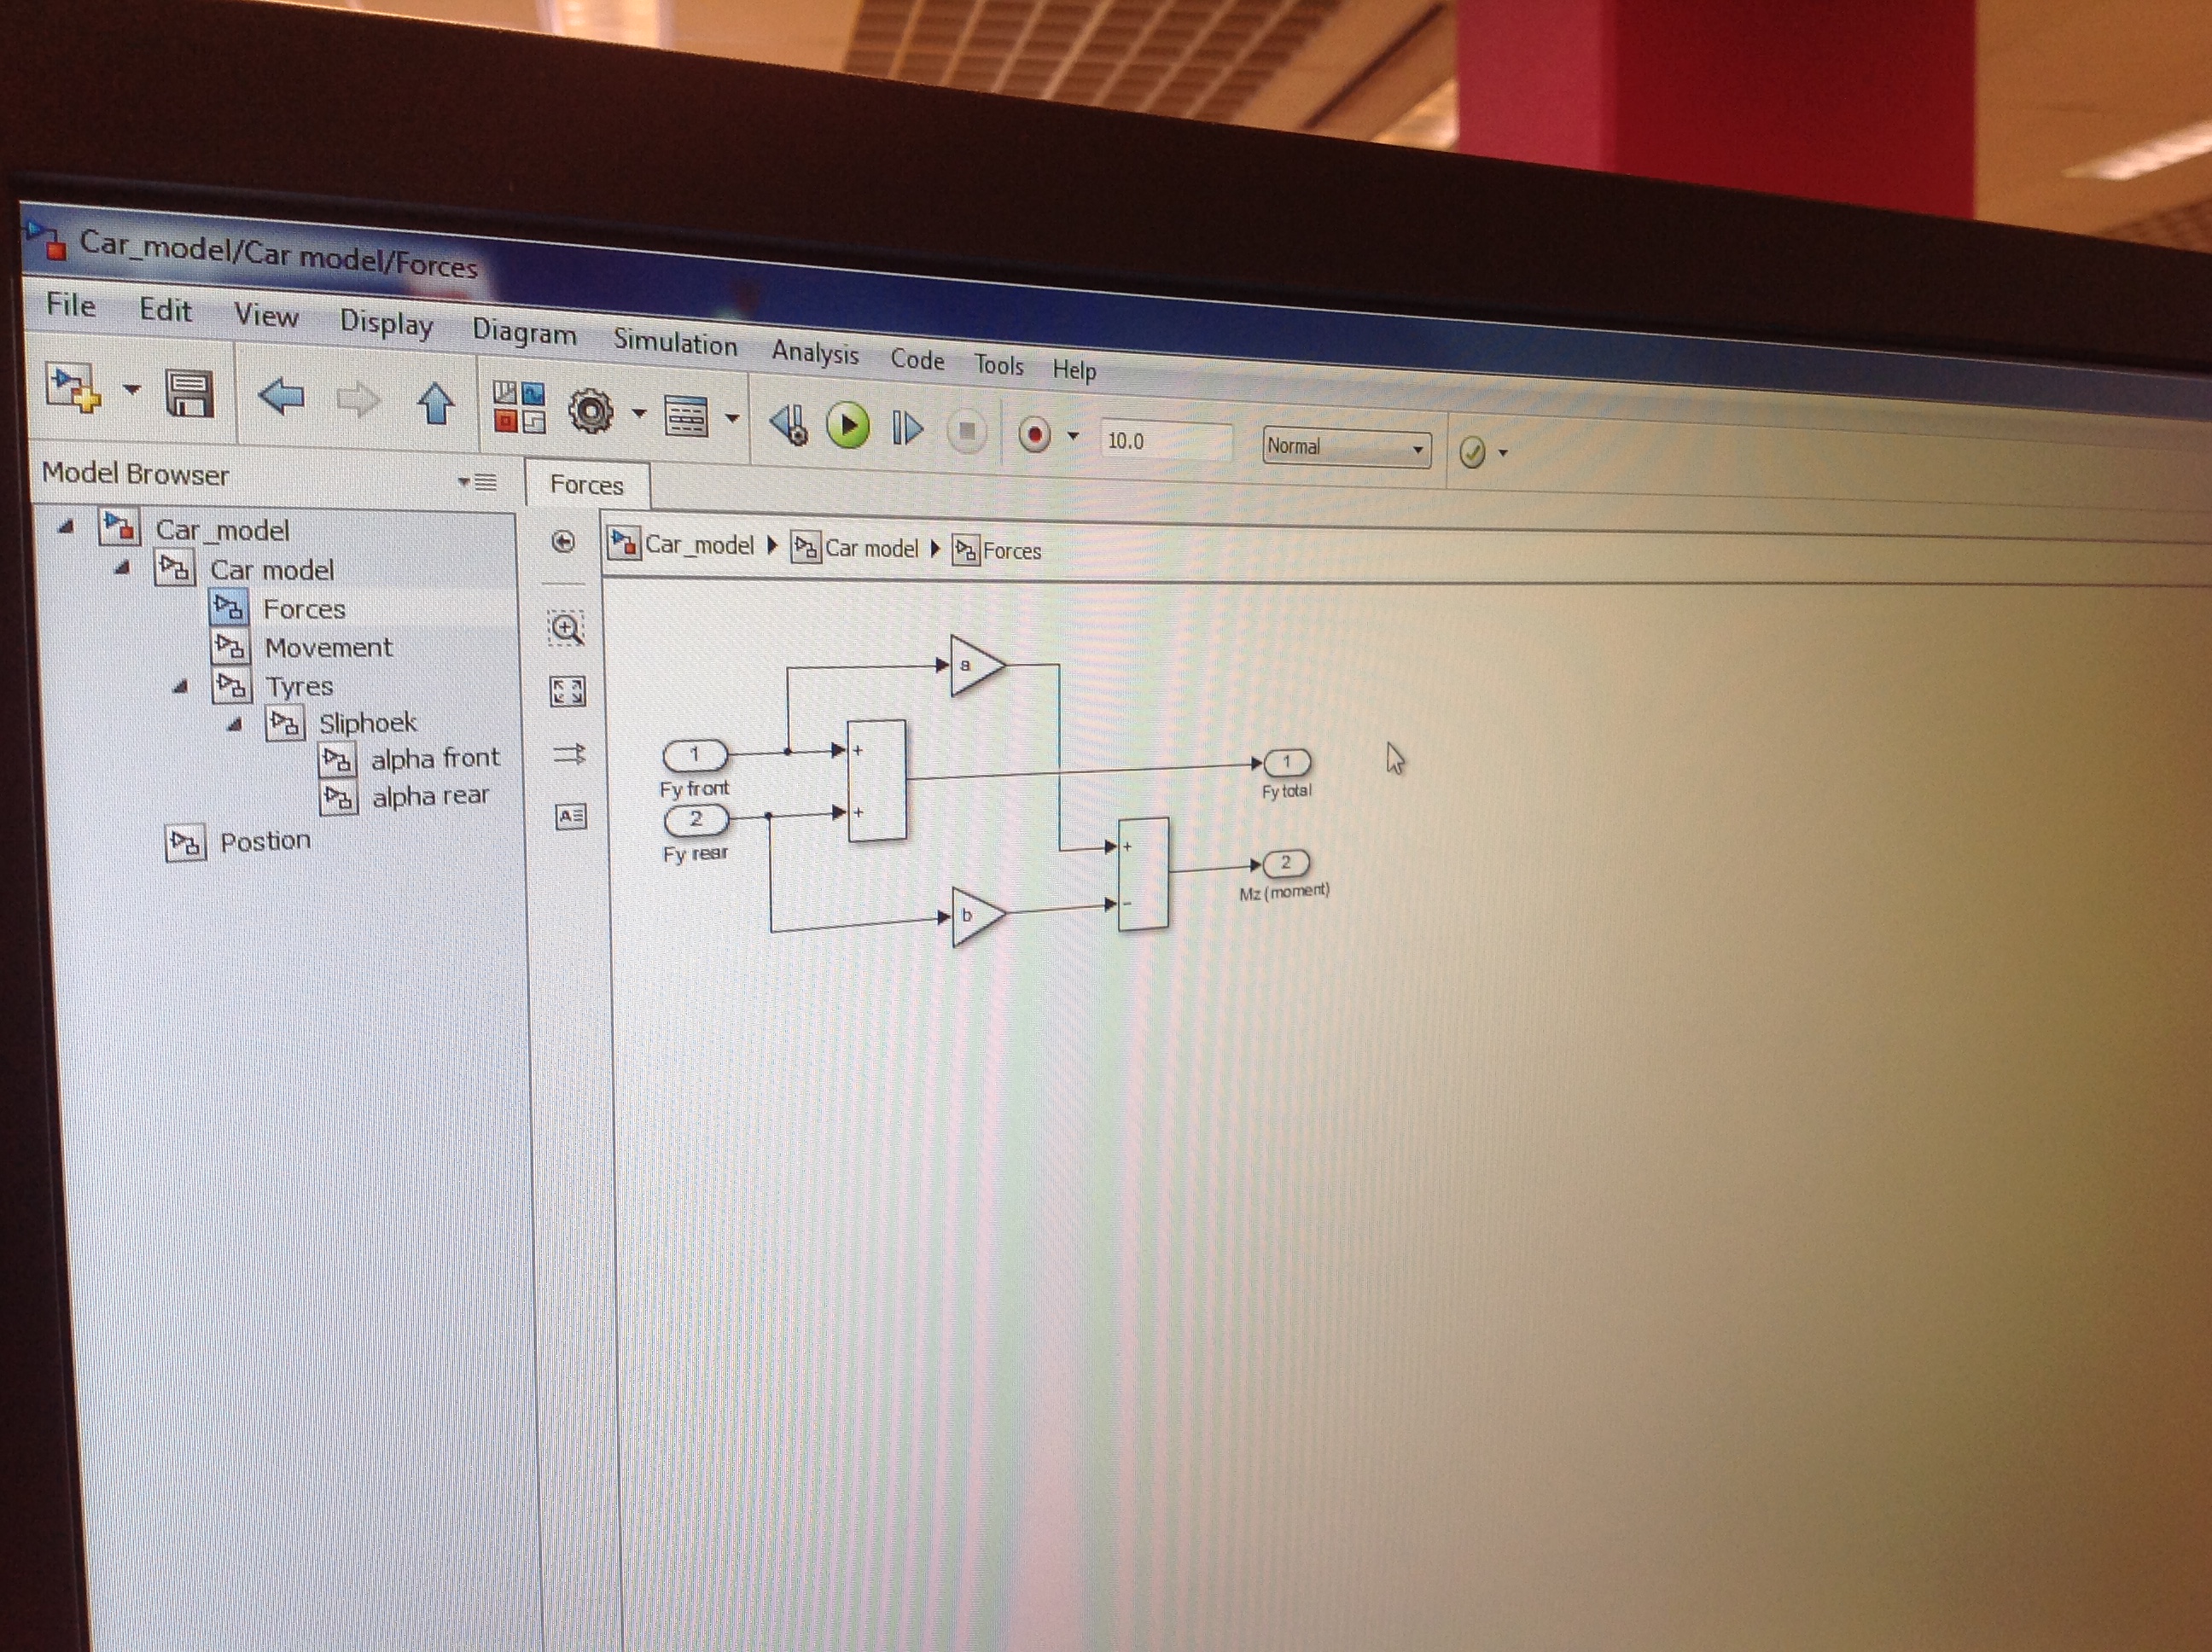 Car_model/Car model/Forces
File Edit View Display Diagram Simulation Analysis Code Tools Help
10.0 Normal
Model Browser
Forces
Car_model
Car model
Forces
Movement
Tyres
Sliphoek
alpha front
alpha rear
Postion
Car_model Car model Forces
a
1
+
Fy front
2
+
Fy rear
b
1
Fy total
+
-
2
Mz (moment)